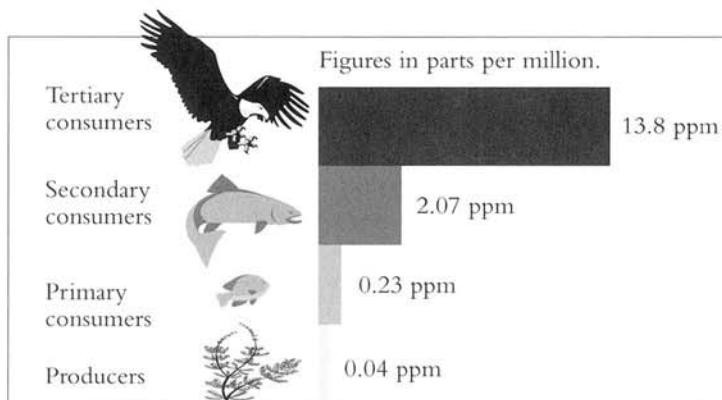 Figures in parts per million.
Tertiary
consumers
13.8 ppm
Secondary
consumers
2.07 ppm
Primary
consumers
0.23 ppm
Producers
0.04 ppm